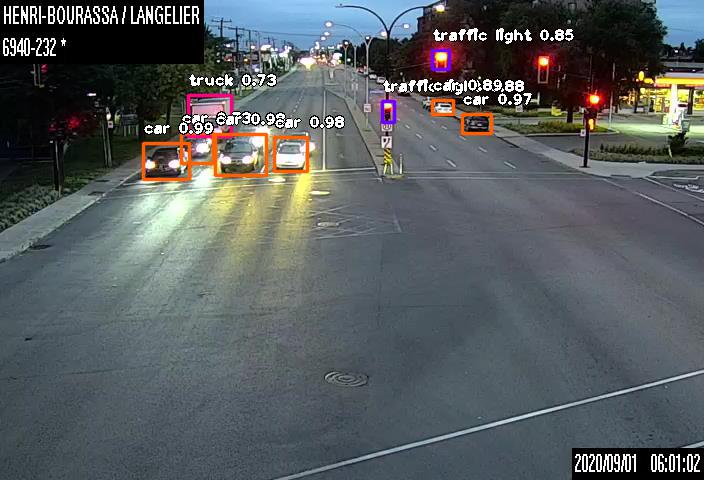 HENRI-BOURASSA / LANGELIER
6940-232 *
traffic light 0.85
truck 0.73
car 0.97
car 0.99
car 0.98
2020/09/01 06:01:02